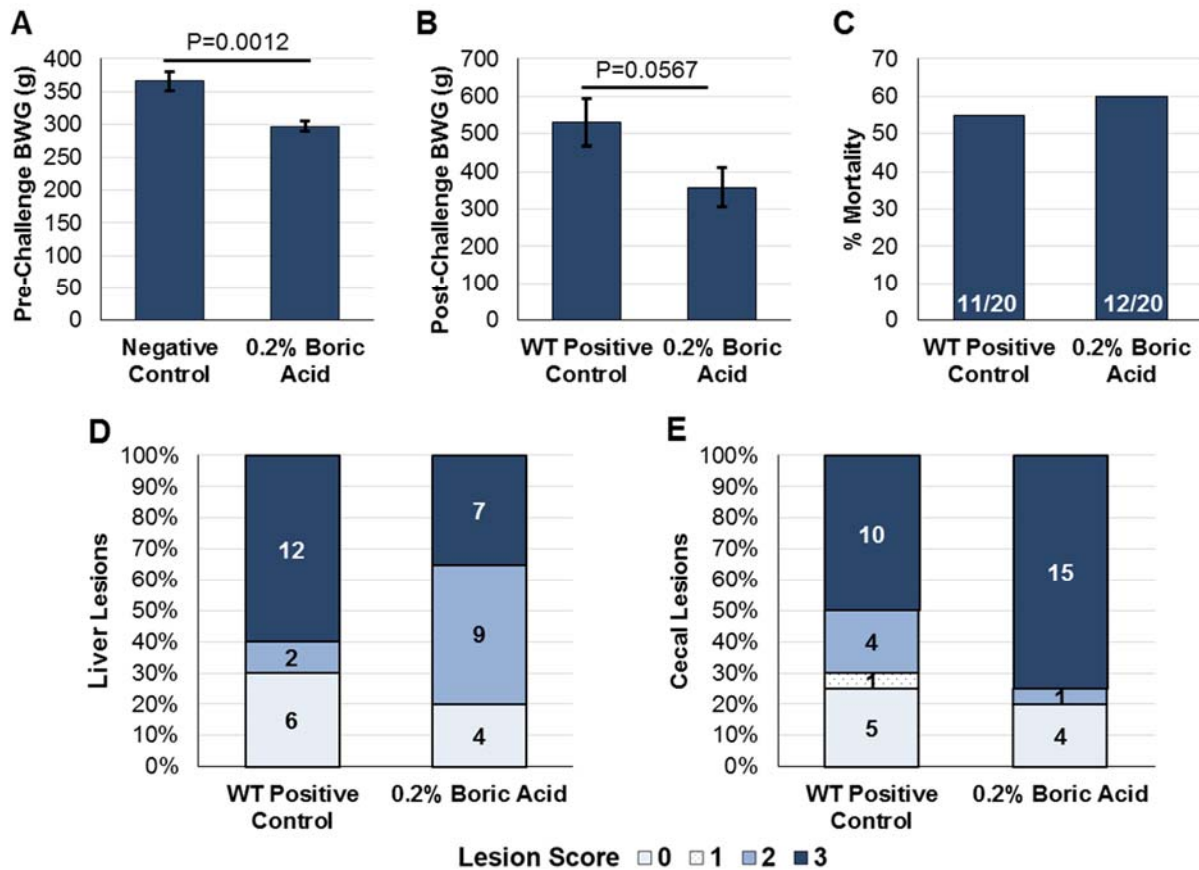 A
P=0.0012
Pre-Challenge BWG (g)
400
350
300
250
200
150
100
50
0
Negative
Control
0.2% Boric
Acid
B
P=0.0567
Post-Challenge BWG (g)
700
600
500
400
300
200
100
0
WT Positive
Control
0.2% Boric
Acid
C
% Mortality
70
60
50
40
30
20
10
0
11/20
12/20
WT Positive
Control
0.2% Boric
Acid
D
Liver Lesions
100%
90%
80%
70%
60%
50%
40%
30%
20%
10%
0%
12
2
6
7
9
4
WT Positive
Control
0.2% Boric Acid
E
Cecal Lesions
100%
90%
80%
70%
60%
50%
40%
30%
20%
10%
0%
10
4
1
5
15
1
4
WT Positive
Control
0.2% Boric Acid
Lesion Score 0 1 2 3